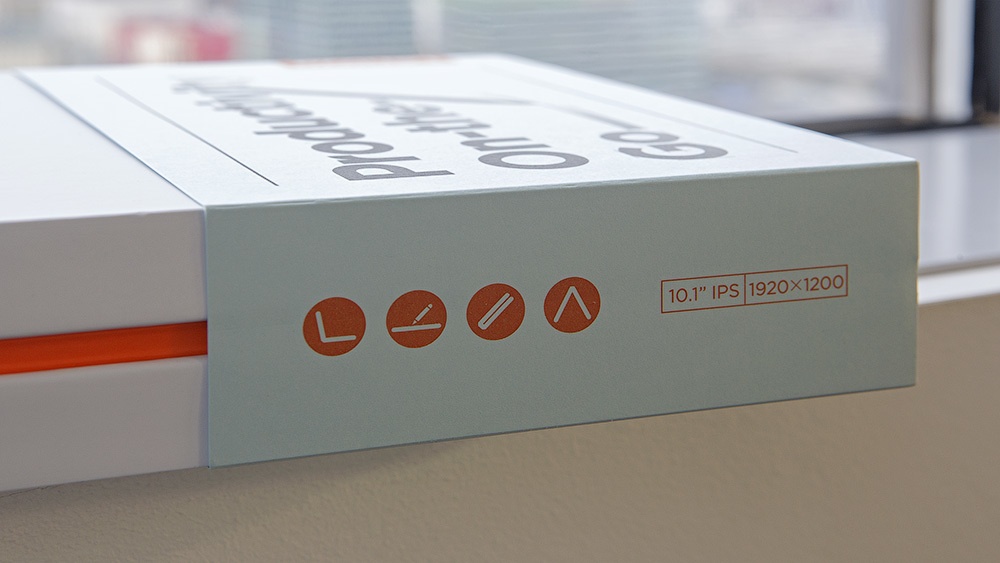 Productivity
On-the-
Go
10.1” IPS 1920×1200